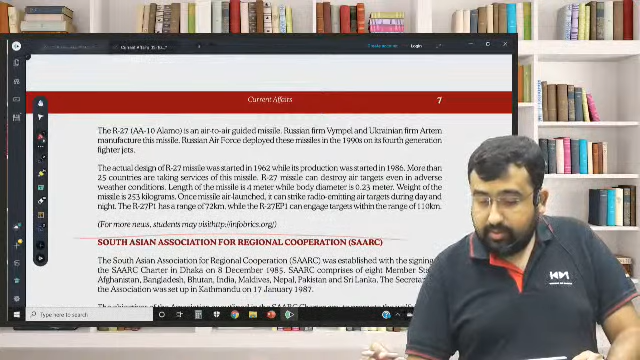 Current Affairs (05-03...
Create account
Login
Current Affairs 7
The R-27 (AA-10 Alamo) is an air-to-air guided missile. Russian firm Vympel and Ukrainian firm Artem
manufacture this missile. Russian Air Force deployed these missiles in the 1990s on its fourth generation
fighter jets.
The actual design of R-27 missile was started in 1962 while its production was started in 1986. More than
25 countries are taking services of this missile. R-27 missile can destroy air targets even in adverse
weather conditions. Length of the missile is 4 meter while body diameter is 0.23 meter. Weight of the
missile is 253 kilograms. Once missile air-launched, it can strike radio-emitting air targets during day and
night. The R-27P1 has a range of 72km, while the R-27EP1 can engage targets within the range of 110km.
(For more news, students may visithttp://infobrics.org/)
SOUTH ASIAN ASSOCIATION FOR REGIONAL COOPERATION (SAARC)
The South Asian Association for Regional Cooperation (SAARC) was established with the signing
the SAARC Charter in Dhaka on 8 December 1985. SAARC comprises of eight Member
Afghanistan, Bangladesh, Bhutan, India, Maldives, Nepal, Pakistan and Sri Lanka. The Secretar
the Association was set up in Kathmandu on 17 January 1987.
Type here to search